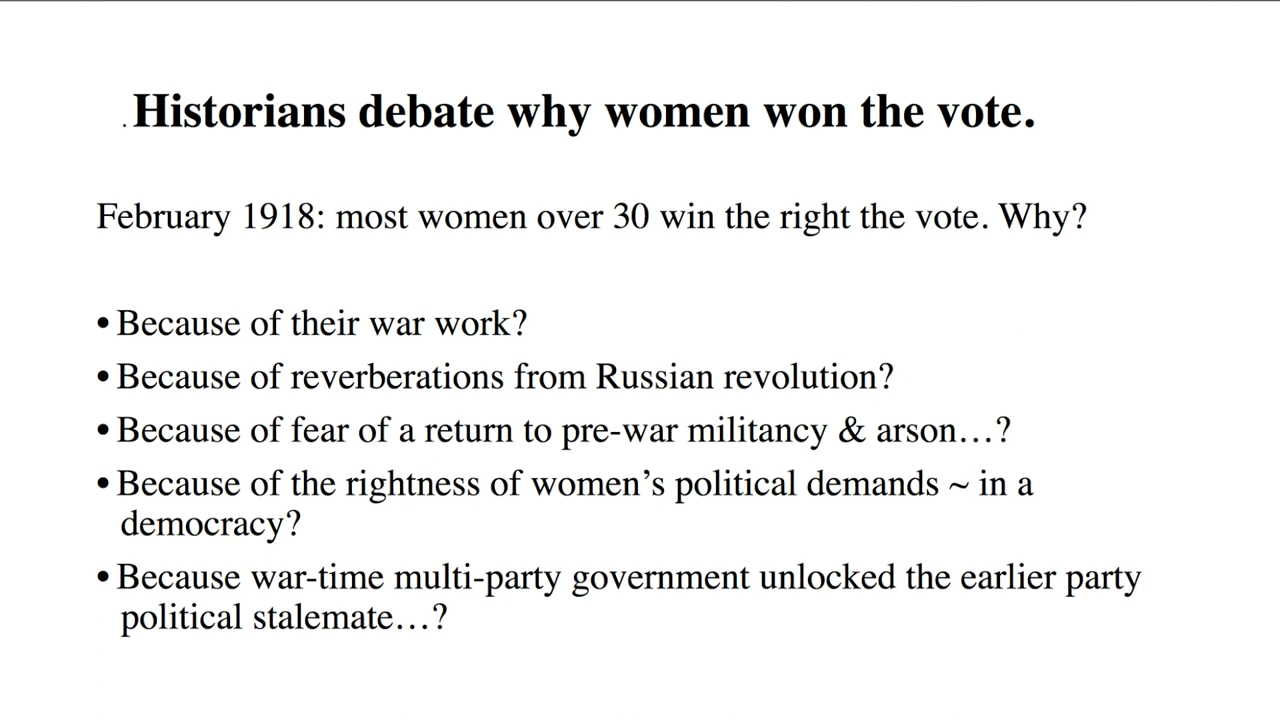 . Historians debate why women won the vote.
February 1918: most women over 30 win the right the vote. Why?
• Because of their war work?
• Because of reverberations from Russian revolution?
• Because of fear of a return to pre-war militancy & arson…?
• Because of the rightness of women’s political demands ~ in a
democracy?
• Because war-time multi-party government unlocked the earlier party
political stalemate…?